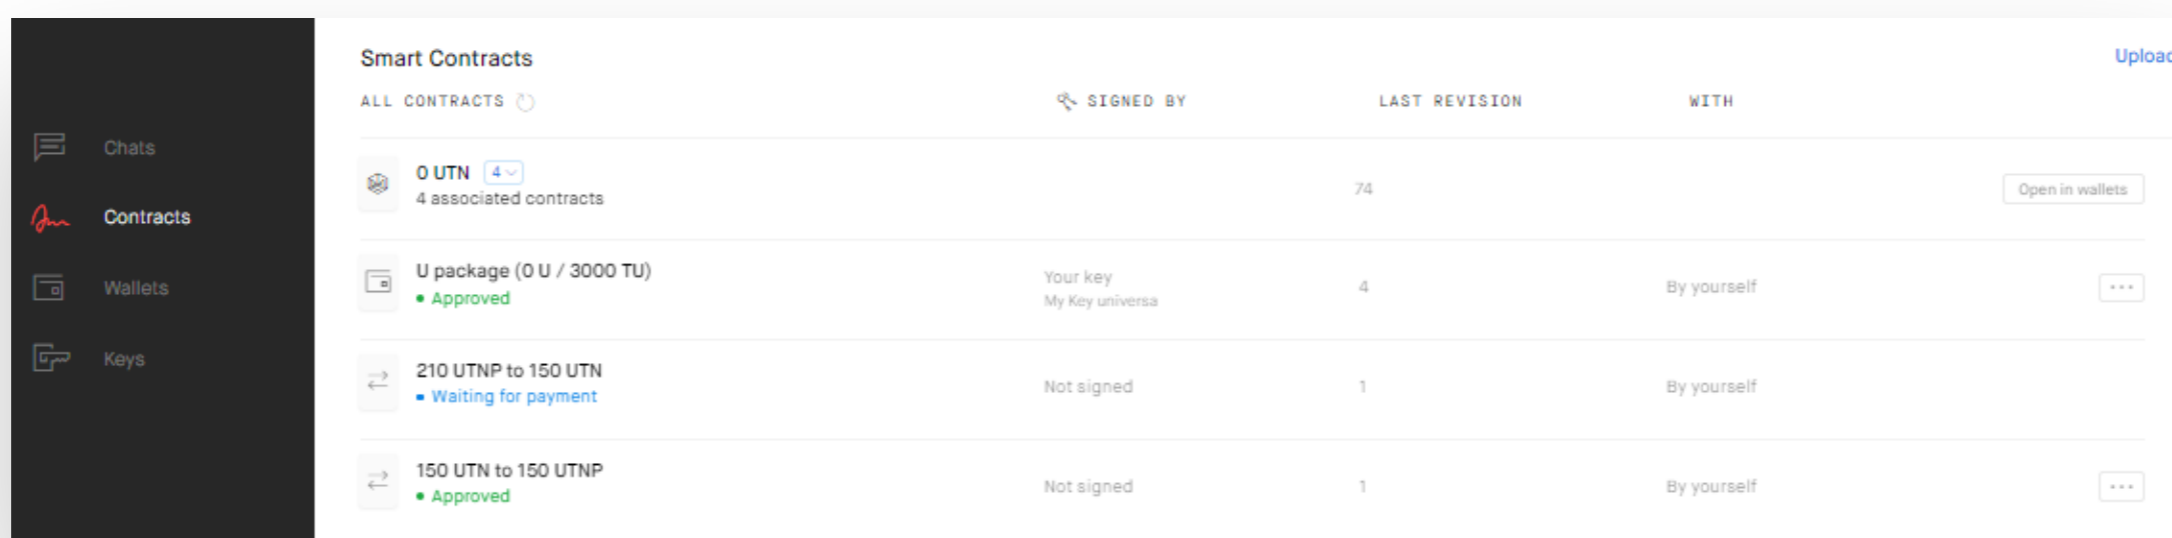 Smart Contracts
Upload
ALL CONTRACTS
SIGNED BY
LAST REVISION
WITH
Chats
Contracts
Wallets
Keys
0 UTN 4
4 associated contracts
74
Open in wallets
U package (0 U / 3000 TU)
Approved
Your key
My Key universa
4
By yourself
210 UTNP to 150 UTN
Waiting for payment
Not signed
1
By yourself
150 UTN to 150 UTNP
Approved
Not signed
1
By yourself